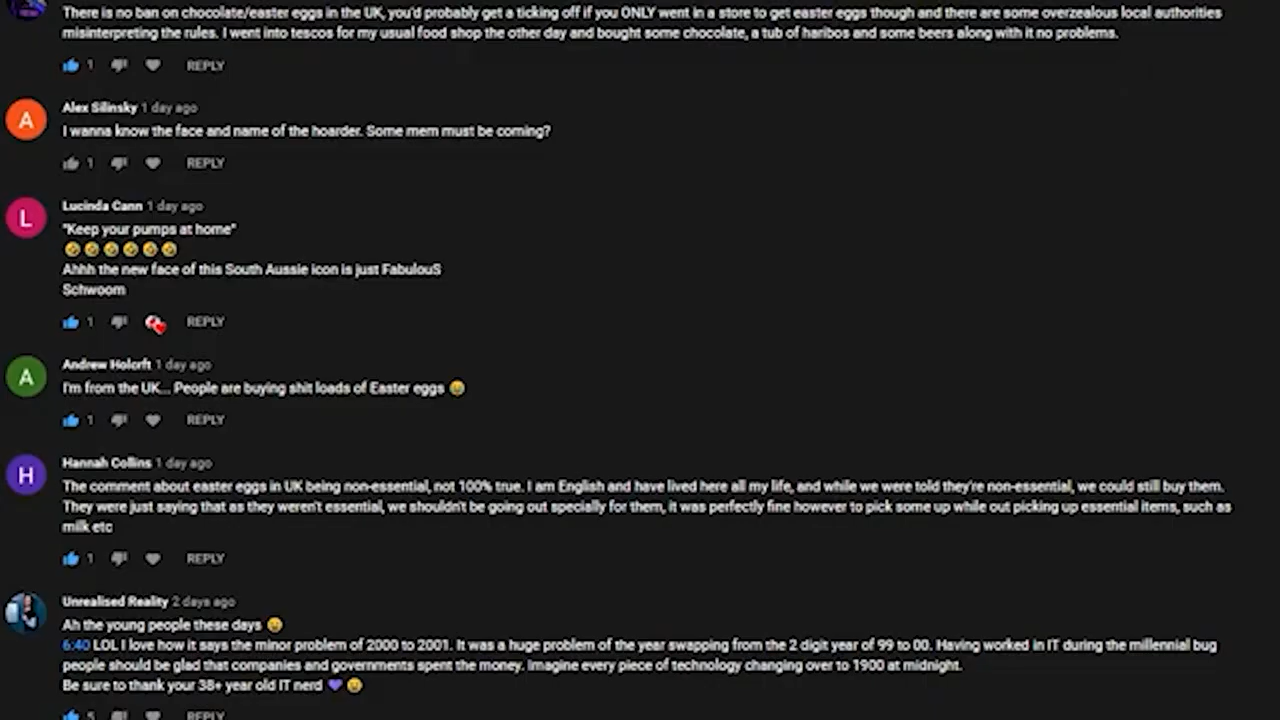 There is no ban on chocolate/easter eggs in the UK, you'd probably get a ticking off if you ONLY went in a store to get easter eggs though and there are some overzealous local authorities
misinterpreting the rules. I went into tescos for my usual food shop the other day and bought some chocolate, a tub of haribos and some beers along with it no problems.
1 REPLY
A
Alex Silinsky 1 day ago
I wanna know the face and name of the hoarder. Some mem must be coming?
1 REPLY
L
Lucinda Cann 1 day ago
"Keep your pumps at home"
🤣🤣🤣🤣🤣🤣
Ahhh the new face of this South Aussie icon is just FabulouS
Schwoom
1 REPLY
A
Andrew Holcrft 1 day ago
I'm from the UK... People are buying shit loads of Easter eggs 😂
1 REPLY
H
Hannah Collins 1 day ago
The comment about easter eggs in UK being non-essential, not 100% true. I am English and have lived here all my life, and while we were told they're non-essential, we could still buy them.
They were just saying that as they weren't essential, we shouldn't be going out specially for them, it was perfectly fine however to pick some up while out picking up essential items, such as
milk etc
1 REPLY
Unrealised Reality 2 days ago
Ah the young people these days 😄
6:40 LOL I love how it says the minor problem of 2000 to 2001. It was a huge problem of the year swapping from the 2 digit year of 99 to 00. Having worked in IT during the millennial bug
people should be glad that companies and governments spent the money. Imagine every piece of technology changing over to 1900 at midnight.
Be sure to thank your 38+ year old IT nerd 💜 😄
5 REPLY